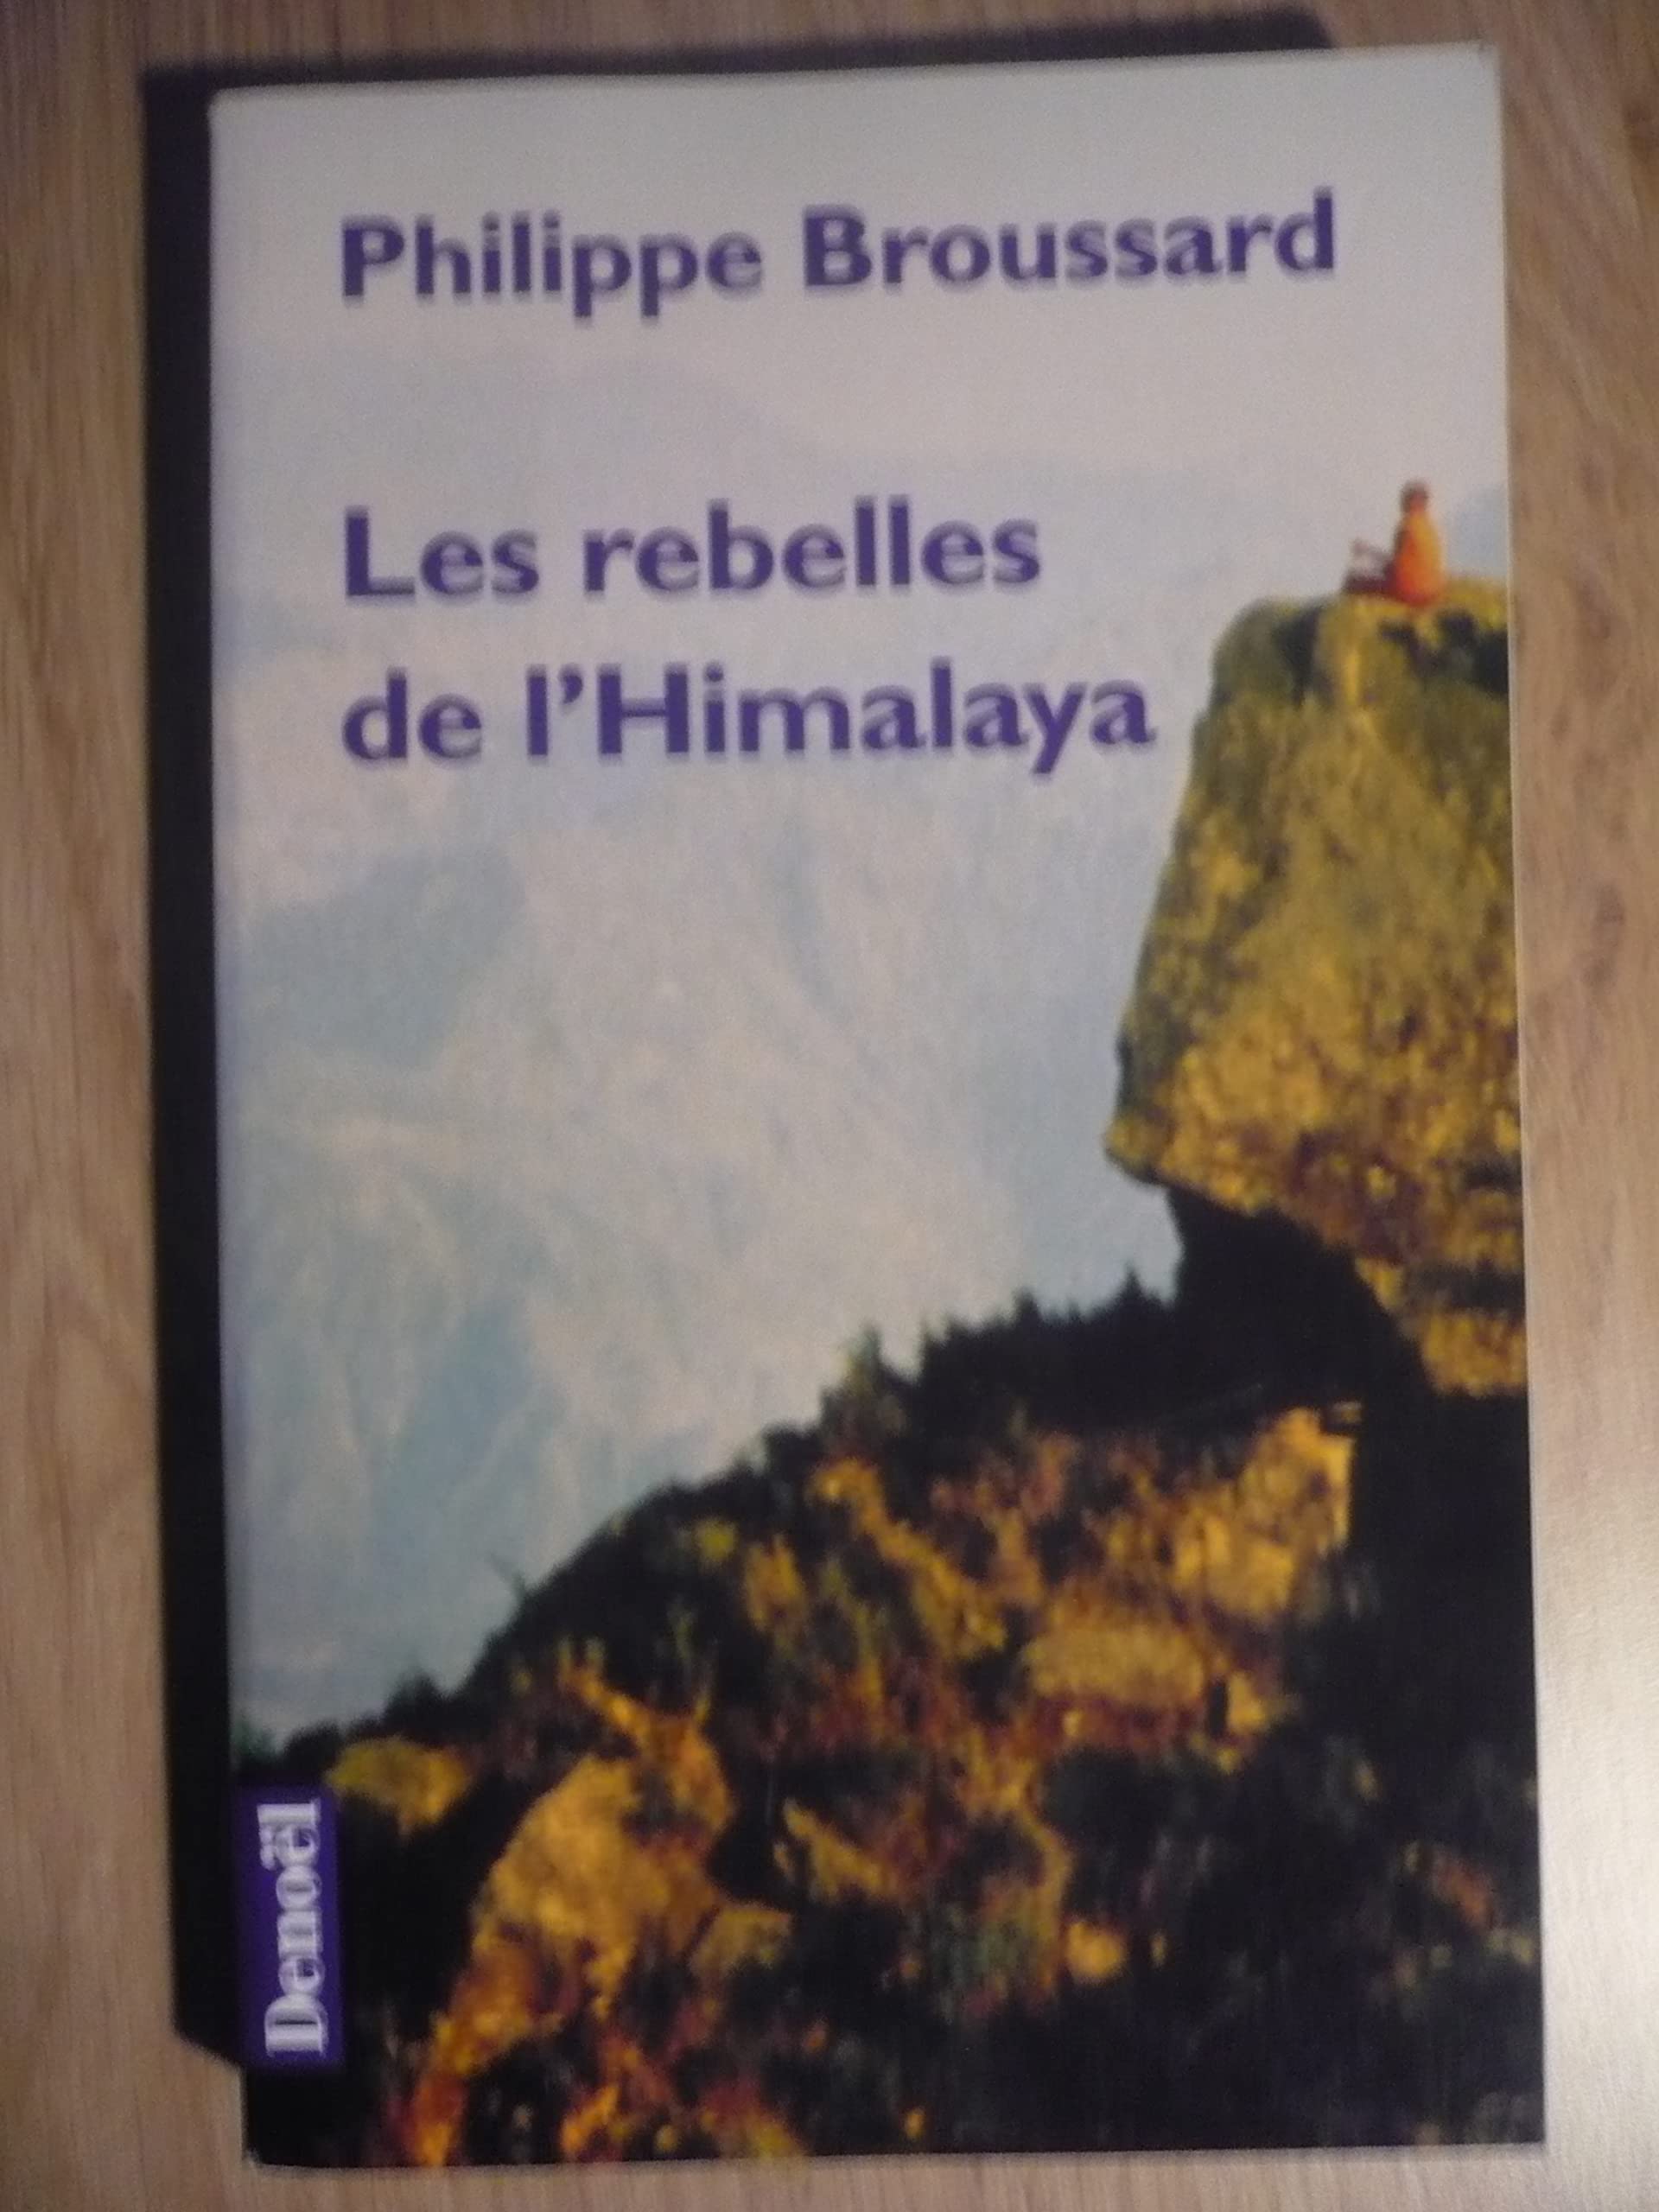 Philippe Broussard
Les rebelles
de l'Himalaya
Denoël